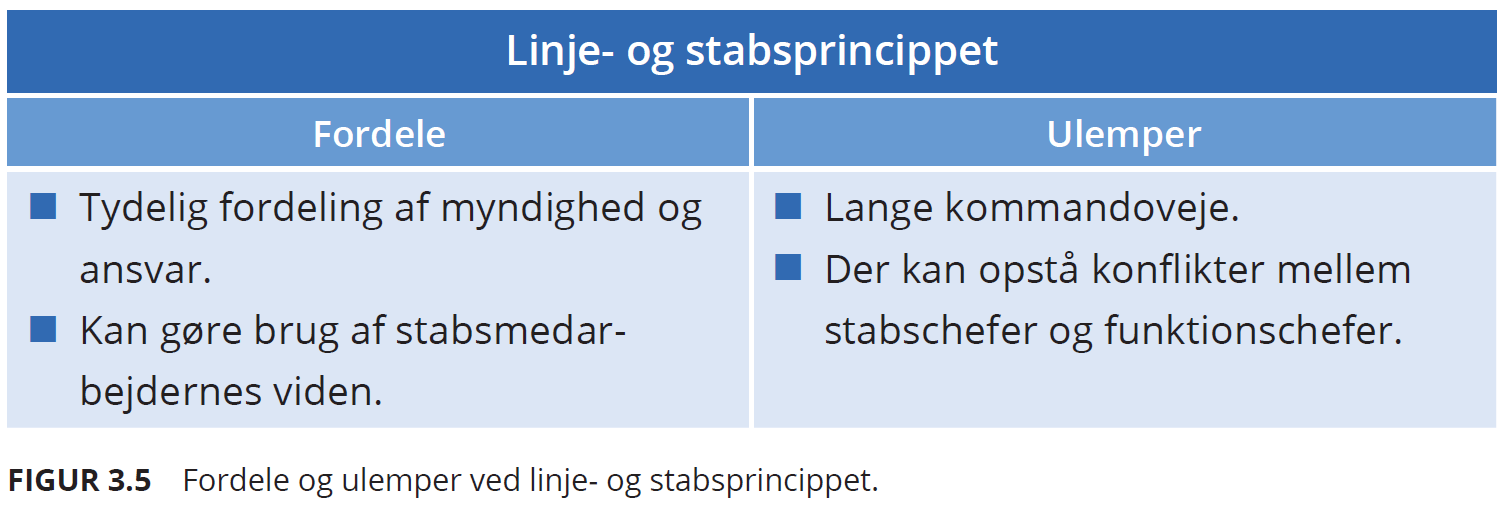 Linje- og stabsprincippet
Fordele
Tydelig fordeling af myndighed og
ansvar.
Kan gøre brug af stabsmedar-
bejdernes viden.
Ulemper
Lange kommandoveje.
Der kan opstå konflikter mellem
stabschefer og funktionschefer.
FIGUR 3.5 Fordele og ulemper ved linje- og stabsprincippet.